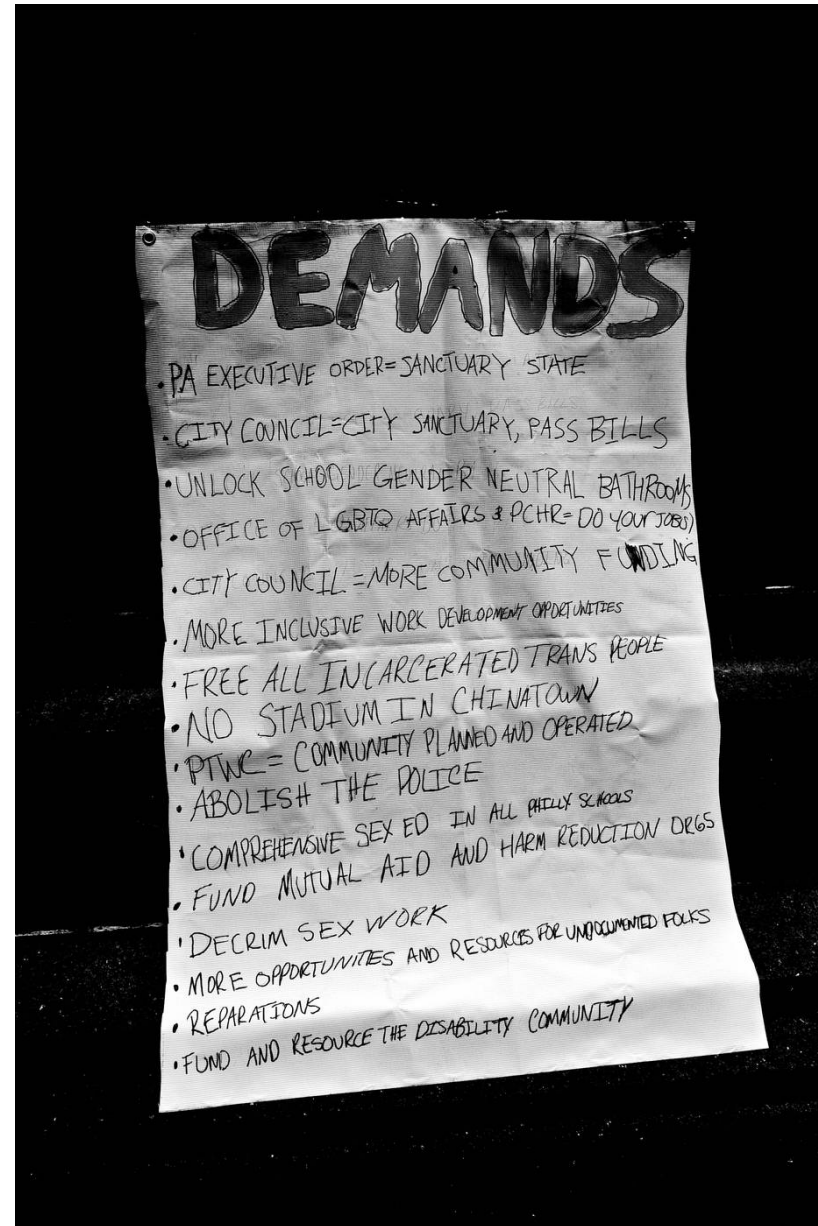 DEMANDS
• PA EXECUTIVE ORDER= SANCTUARY STATE
• CITY COUNCIL=CITY SANCTUARY, PASS BILLS
• UNLOCK SCHOOL GENDER NEUTRAL BATHROOMS
• OFFICE OF LGBTQ AFFAIRS & PCHR= DO YOUR JOBS!
• CITY COUNCIL = MORE COMMUNITY FUNDING
• MORE INCLUSIVE WORK DEVELOPMENT OPPORTUNITIES
• FREE ALL INCARCERATED TRANS PEOPLE
• NO STADIUM IN CHINATOWN
• PTWC = COMMUNITY PLANNED AND OPERATED
• ABOLISH THE POLICE
• COMPREHENSIVE SEX ED IN ALL PHILLY SCHOOLS
• FUND MUTUAL AID AND HARM REDUCTION ORGS
• DECRIM SEX WORK
• MORE OPPORTUNITIES AND RESOURCES FOR UNDOCUMENTED FOLKS
• REPARATIONS
• FUND AND RESOURCE THE DISABILITY COMMUNITY